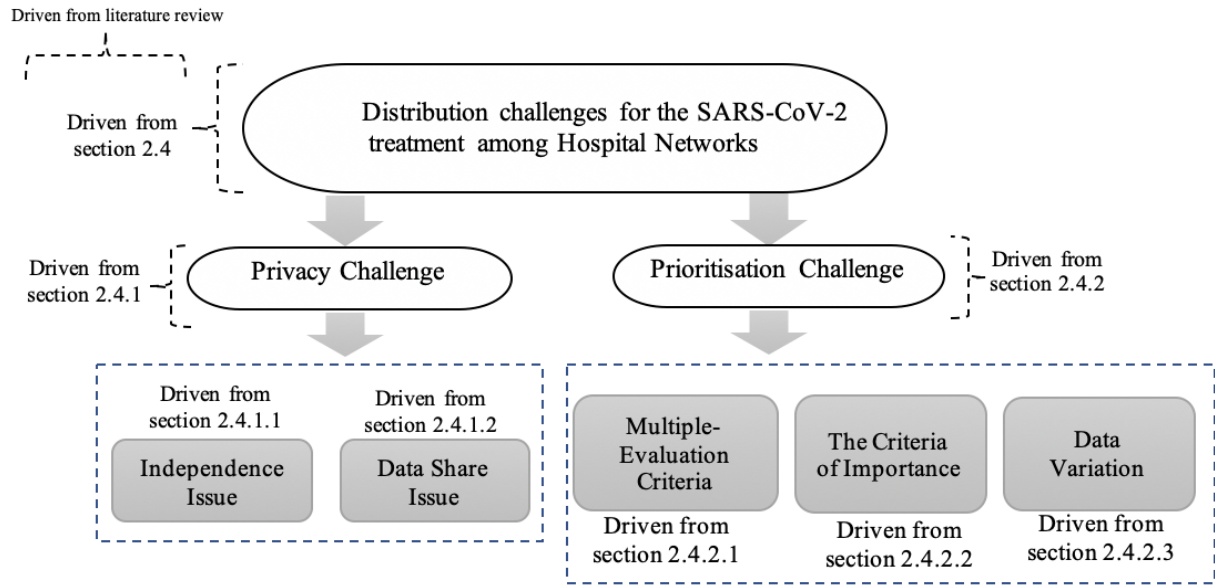 Driven from literature review
Distribution challenges for the SARS-CoV-2
treatment among Hospital Networks
Driven from
section 2.4
Privacy Challenge
Driven from
section 2.4.1
Prioritisation Challenge
Driven from
section 2.4.2
Driven from
section 2.4.1.1
Independence
Issue
Driven from
section 2.4.1.2
Data Share
Issue
Multiple-
Evaluation
Criteria
Driven from
section 2.4.2.1
The Criteria
of Importance
Driven from
section 2.4.2.2
Data
Variation
Driven from
section 2.4.2.3